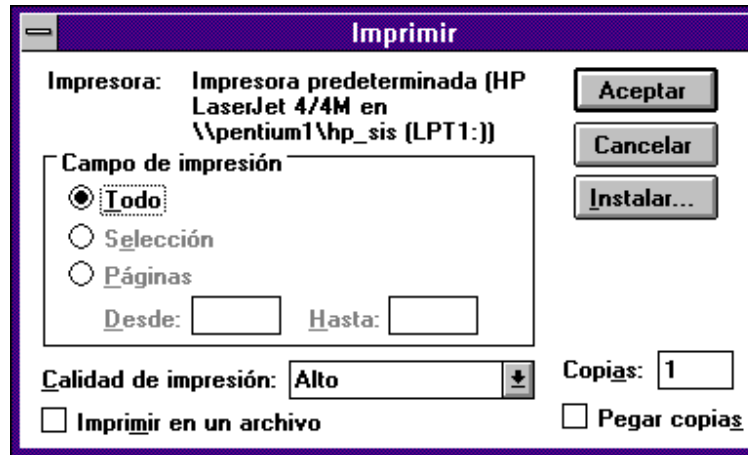 Imprimir
Impresora: Impresora predeterminada (HP
LaserJet 4/4M en
\\pentium1\hp_sis (LPT1:))
Aceptar
Cancelar
Instalar...
Campo de impresión
Todo
Selección
Páginas
Desde: Hasta:
Calidad de impresión: Alto
Copias: 1
Imprimir en un archivo
Pegar copias